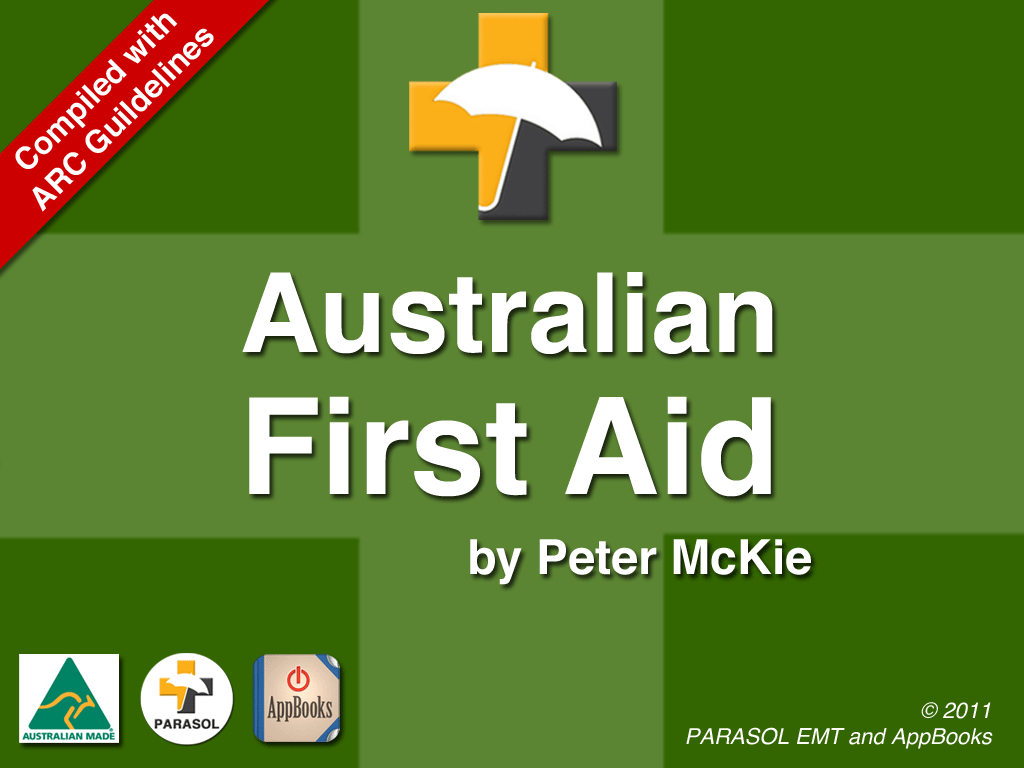 Compiled with
ARC Guildelines
Australian
First Aid
by Peter McKie
AUSTRALIAN MADE
PARASOL
AppBooks
© 2011
PARASOL EMT and AppBooks